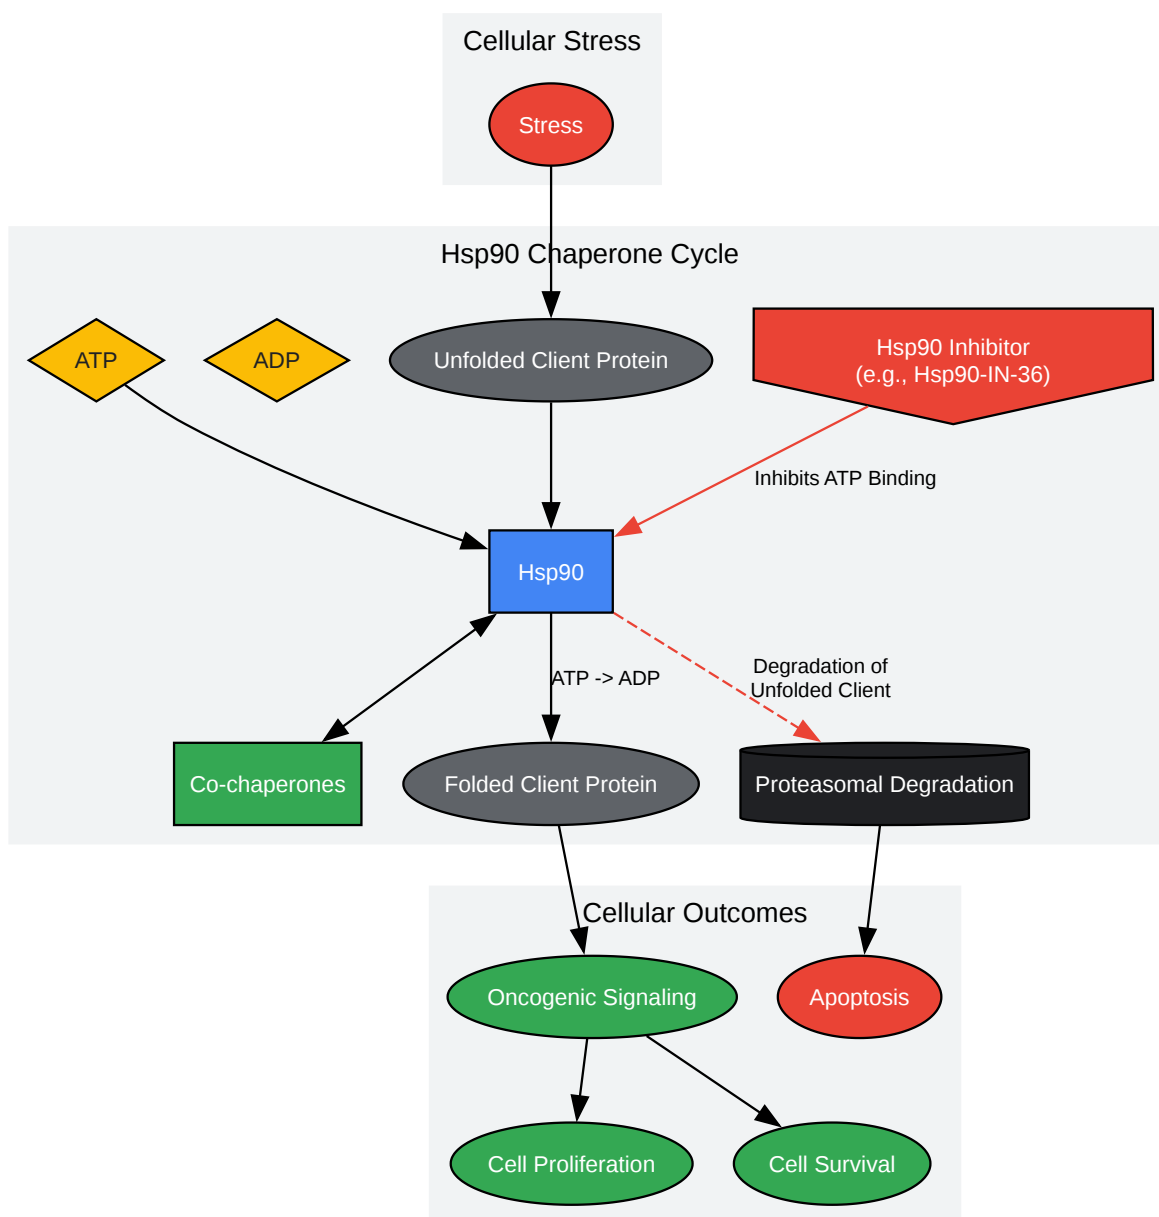 Cellular Stress
Stress
Hsp90 Chaperone Cycle
ATP
ADP
Unfolded Client Protein
Hsp90 Inhibitor
(e.g., Hsp90-IN-36)
Inhibits ATP Binding
Hsp90
ATP -> ADP
Degradation of
Unfolded Client
Co-chaperones
Folded Client Protein
Proteasomal Degradation
Cellular Outcomes
Oncogenic Signaling
Apoptosis
Cell Proliferation
Cell Survival